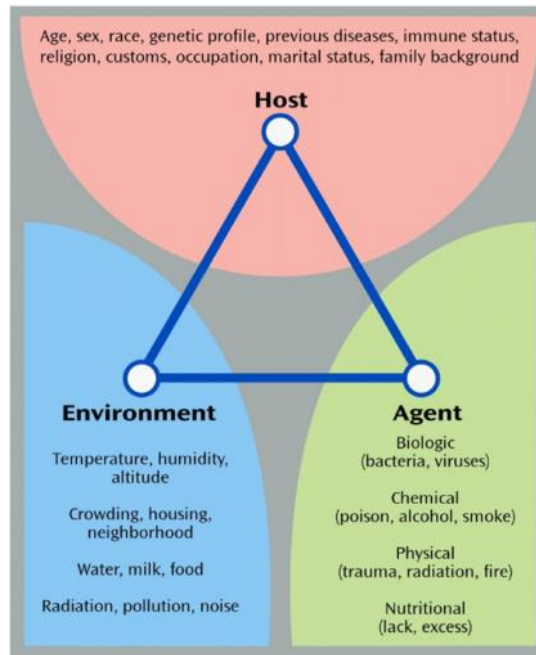 Age, sex, race, genetic profile, previous diseases, immune status,
religion, customs, occupation, marital status, family background
Host
Environment
Temperature, humidity,
altitude
Crowding, housing,
neighborhood
Water, milk, food
Radiation, pollution, noise
Agent
Biologic
(bacteria, viruses)
Chemical
(poison, alcohol, smoke)
Physical
(trauma, radiation, fire)
Nutritional
(lack, excess)